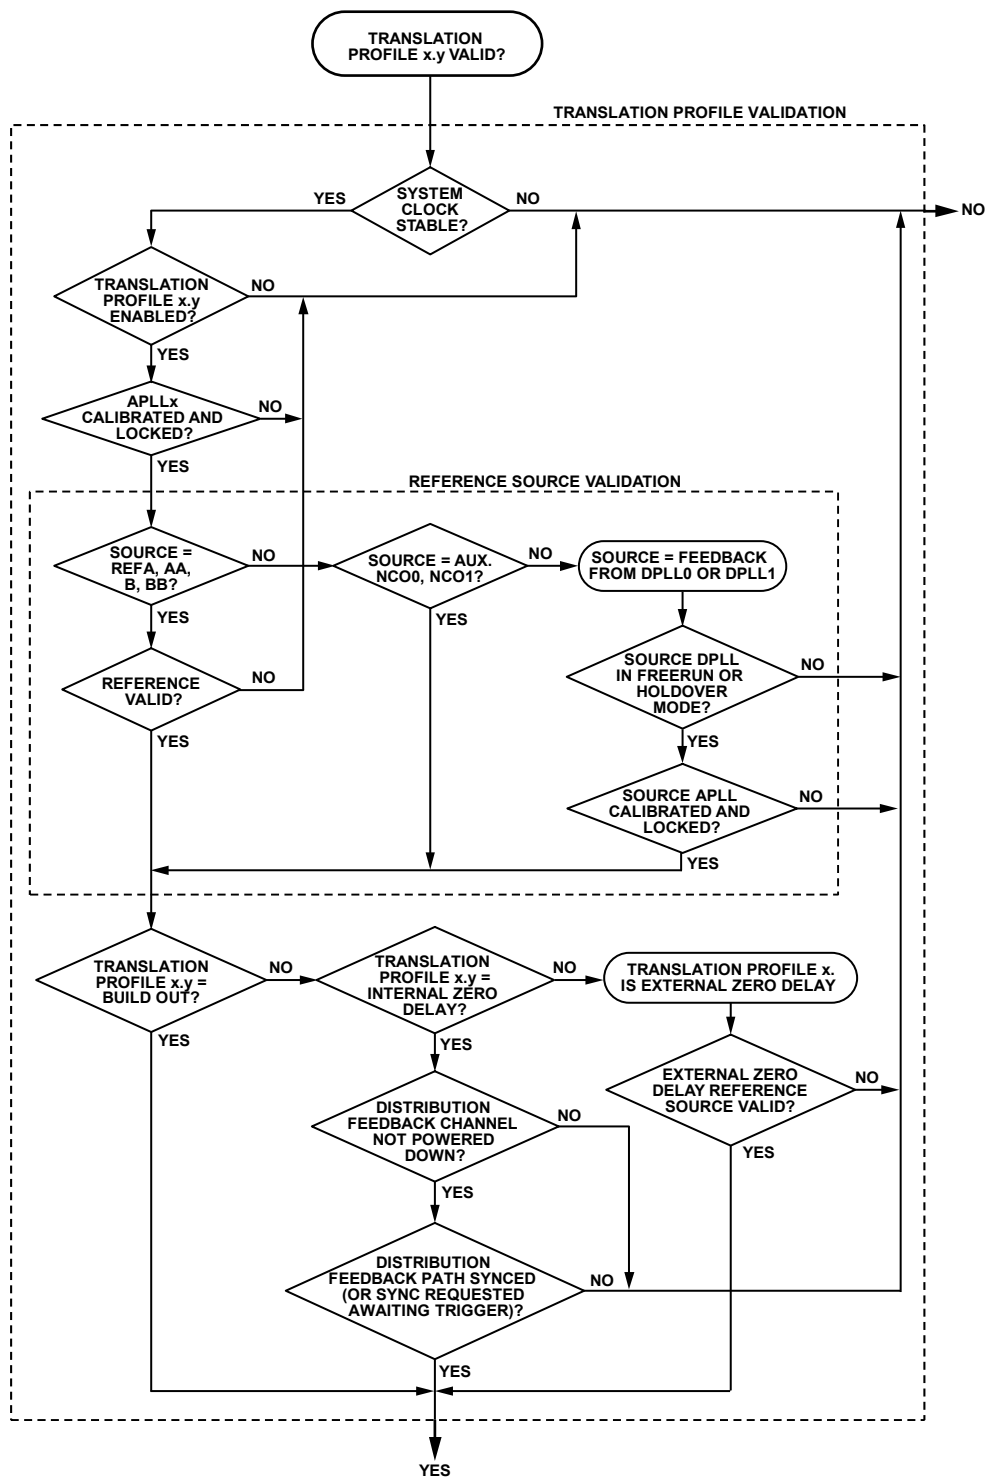 TRANSLATION
PROFILE x.y VALID?
TRANSLATION PROFILE VALIDATION
SYSTEM
CLOCK
STABLE?
YES
NO
NO
TRANSLATION
PROFILE x.y
ENABLED?
NO
YES
APLLx
CALIBRATED AND
LOCKED?
NO
YES
REFERENCE SOURCE VALIDATION
SOURCE =
REFA, AA,
B, BB?
NO
YES
SOURCE = AUX.
NCO0, NCO1?
NO
YES
SOURCE = FEEDBACK
FROM DPLL0 OR DPLL1
REFERENCE
VALID?
NO
YES
SOURCE DPLL
IN FREERUN OR
HOLDOVER
MODE?
NO
YES
SOURCE APLL
CALIBRATED AND
LOCKED?
NO
YES
TRANSLATION
PROFILE x.y =
BUILD OUT?
NO
YES
TRANSLATION
PROFILE x.y =
INTERNAL ZERO
DELAY?
NO
YES
TRANSLATION PROFILE x.
IS EXTERNAL ZERO DELAY
EXTERNAL ZERO
DELAY REFERENCE
SOURCE VALID?
NO
YES
DISTRIBUTION
FEEDBACK CHANNEL
NOT POWERED
DOWN?
NO
YES
DISTRIBUTION
FEEDBACK PATH SYNCED
(OR SYNC REQUESTED
AWAITING TRIGGER)?
NO
YES
YES